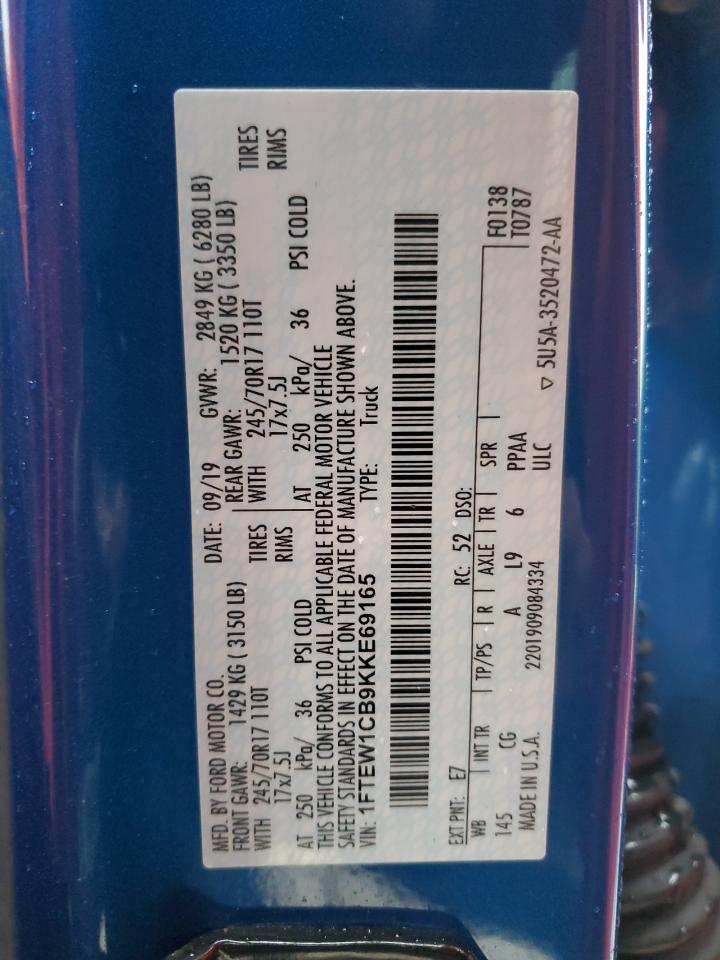 MFD. BY FORD MOTOR CO. DATE: 09/19 GVWR: 2849 KG ( 6280 LB)
FRONT GAWR: 1429 KG ( 3150 LB) REAR GAWR: 1520 KG ( 3350 LB)
WITH 245/70R17 110T TIRES WITH 245/70R17 110T TIRES
17x7.5J RIMS 17x7.5J RIMS
AT 250 kPa/ 36 PSI COLD AT 250 kPa/ 36 PSI COLD
THIS VEHICLE CONFORMS TO ALL APPLICABLE FEDERAL MOTOR VEHICLE
SAFETY STANDARDS IN EFFECT ON THE DATE OF MANUFACTURE SHOWN ABOVE.
VIN: 1FTEW1CB9KKE69165 TYPE: Truck
EXT PNT: E7 RC: 52 DSO:
WB INT TR TP/PS R AXLE TR SPR F0138
145 CG A L9 6 PPAA T0787
MADE IN U.S.A. 2201909084334 ULC ▽ 5U5A-3520472-AA